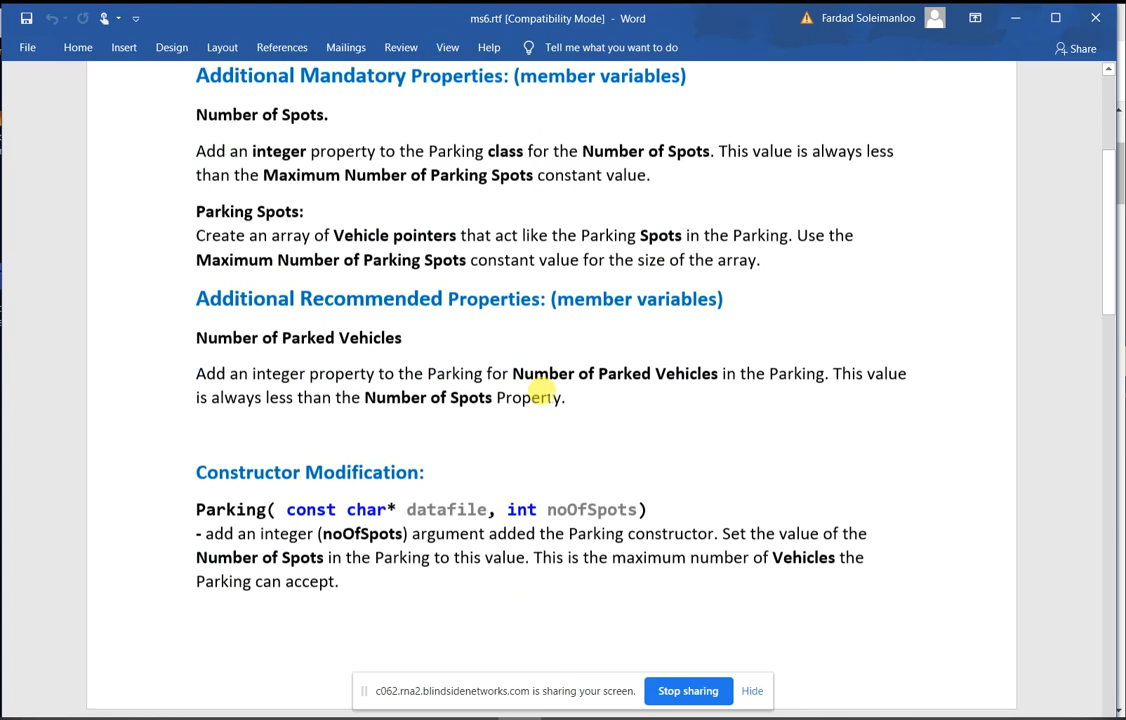 ms6.rtf [Compatibility Mode] - Word
Fardad Soleimanloo
File Home Insert Design Layout References Mailings Review View Help Tell me what you want to do Share
Additional Mandatory Properties: (member variables)
Number of Spots.
Add an integer property to the Parking class for the Number of Spots. This value is always less
than the Maximum Number of Parking Spots constant value.
Parking Spots:
Create an array of Vehicle pointers that act like the Parking Spots in the Parking. Use the
Maximum Number of Parking Spots constant value for the size of the array.
Additional Recommended Properties: (member variables)
Number of Parked Vehicles
Add an integer property to the Parking for Number of Parked Vehicles in the Parking. This value
is always less than the Number of Spots Property.
Constructor Modification:
Parking( const char* datafile, int noOfSpots)
- add an integer (noOfSpots) argument added the Parking constructor. Set the value of the
Number of Spots in the Parking to this value. This is the maximum number of Vehicles the
Parking can accept.
c062.rna2.blindsidenetworks.com is sharing your screen. Stop sharing Hide